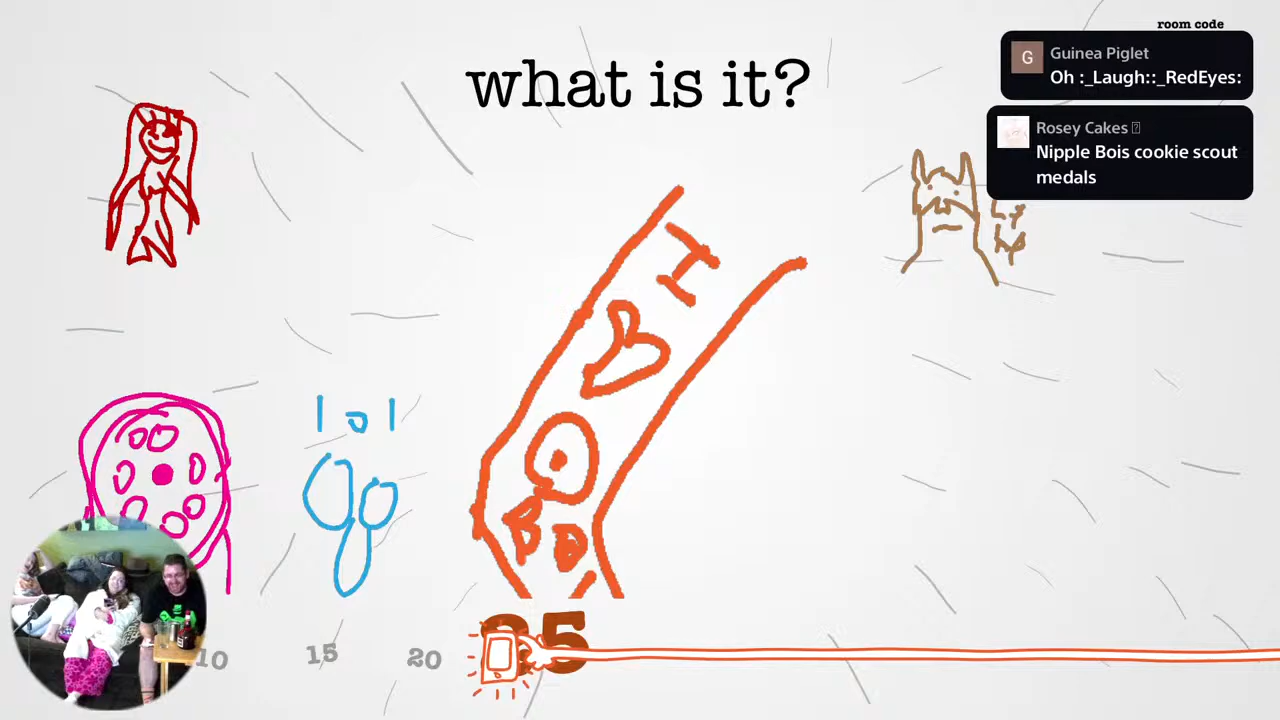 room code
what is it?
G
Guinea Piglet
Oh :_Laugh::_RedEyes:
Rosey Cakes
Nipple Bois cookie scout
medals
101
10
15
20
25